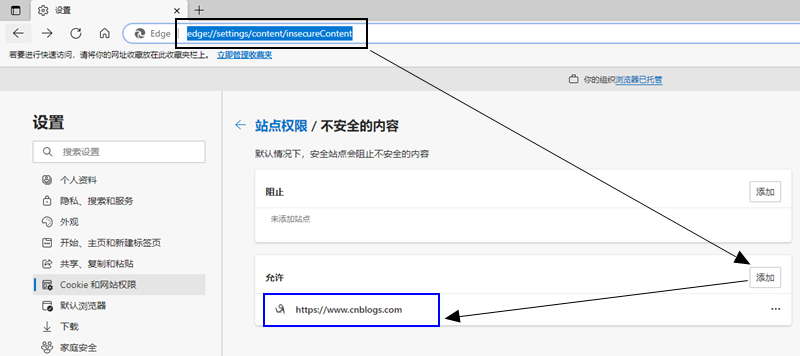 设置
Edge
edge://settings/content/insecureContent
若要进行快速访问，请将你的网址收藏放在此收藏夹栏上。 立即管理收藏夹
你的组织浏览器已托管
设置
搜索设置
个人资料
隐私、搜索和服务
外观
开始、主页和新建标签页
共享、复制和粘贴
Cookie 和网站权限
默认浏览器
下载
家庭安全
站点权限 / 不安全的内容
默认情况下，安全站点会阻止不安全的内容
阻止
添加
未添加站点
允许
添加
https://www.cnblogs.com